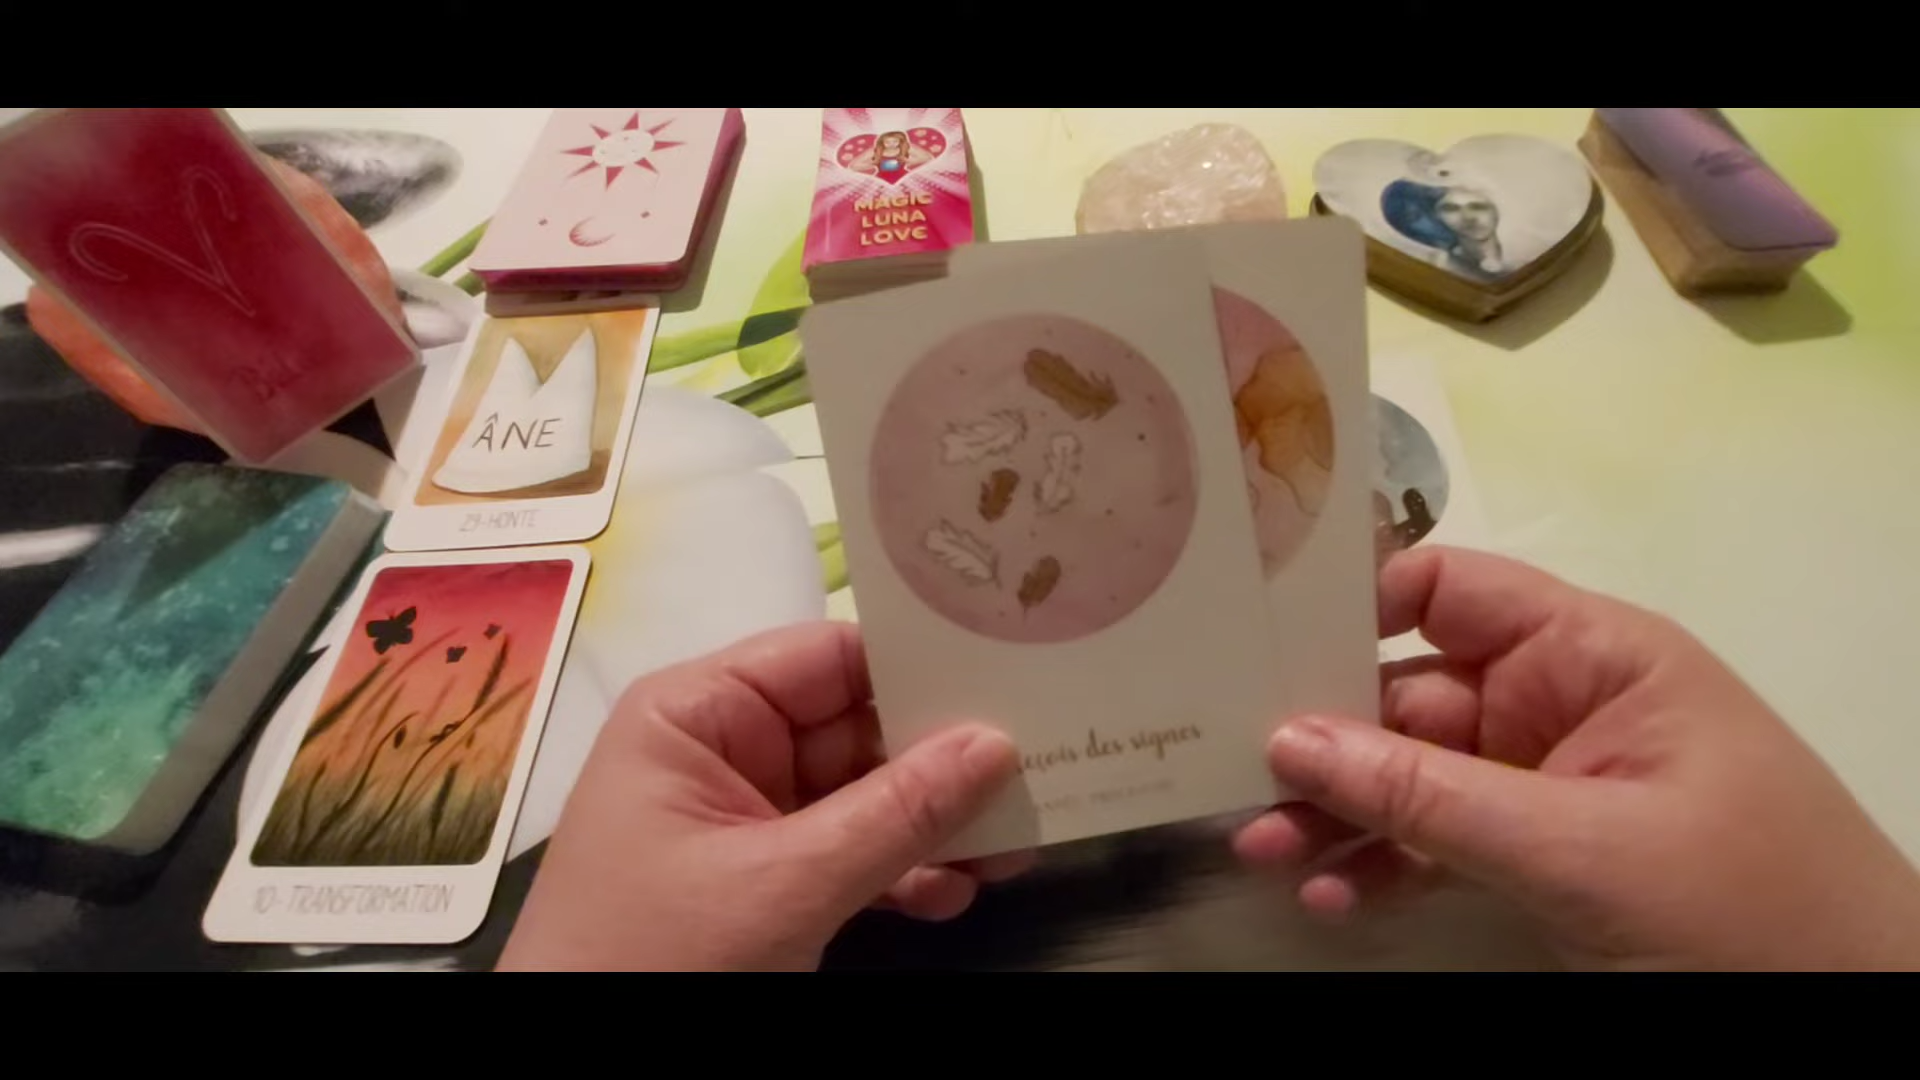 MAGIC
LUNA
LOVE
ÂNE
29-HONTE
10-TRANSFORMATION
des signes